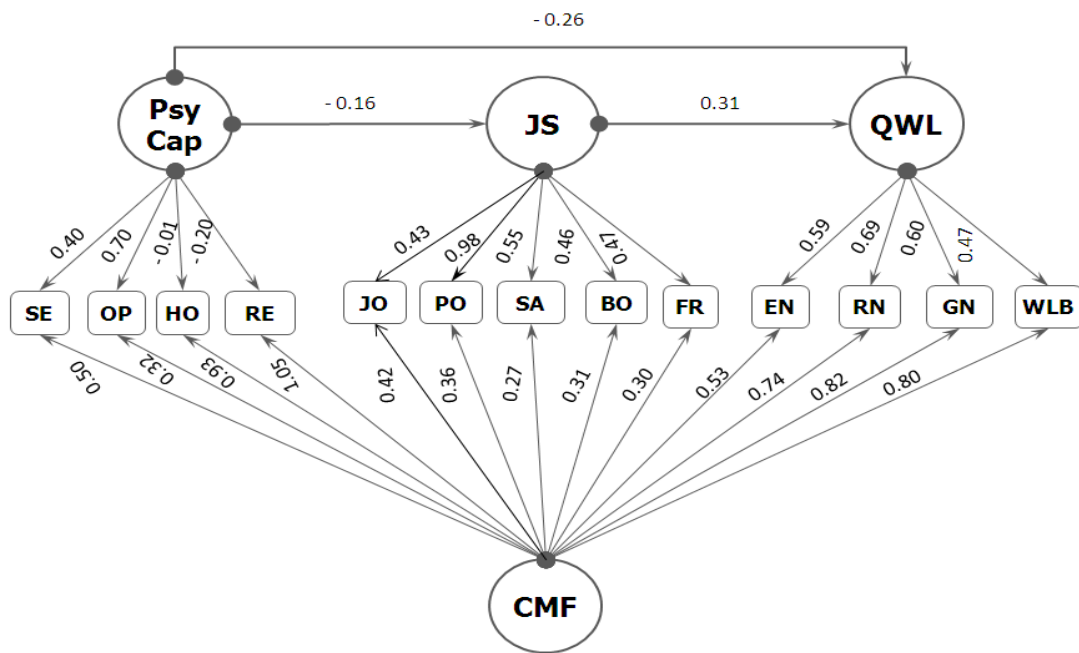 - 0.26
Psy
Cap
- 0.16
JS
0.31
QWL
0.40
0.70
- 0.01
- 0.20
0.43
0.98
0.55
0.46
0.47
0.59
0.69
0.60
0.47
SE
OP
HO
RE
JO
PO
SA
BO
FR
EN
RN
GN
WLB
0.50
0.32
0.93
1.05
0.42
0.36
0.27
0.31
0.30
0.53
0.74
0.82
0.80
CMF